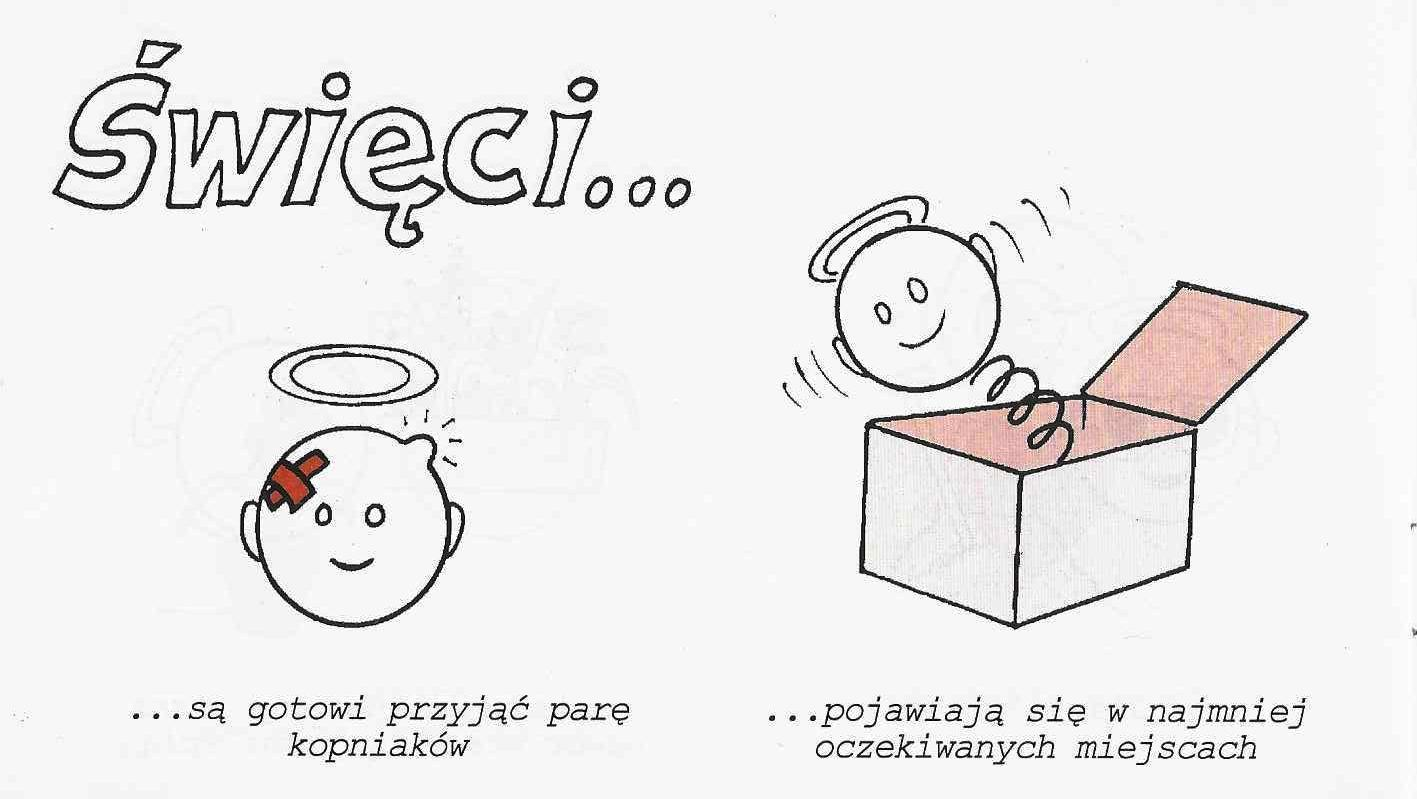 Święci...
...są gotowi przyjąć parę
kopniaków
...pojawiają się w najmniej
oczekiwanych miejscach